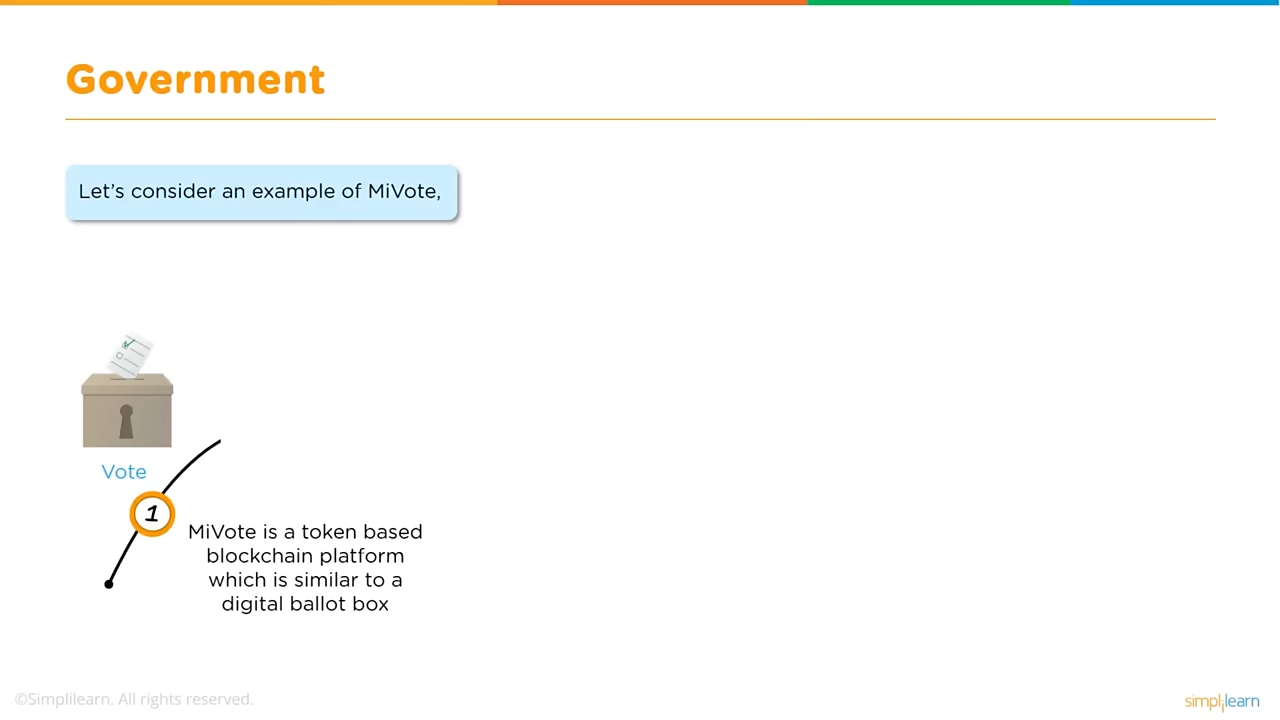 Government
Let's consider an example of MiVote,
Vote
1
MiVote is a token based
blockchain platform
which is similar to a
digital ballot box
©Simplilearn. All rights reserved.
simplilearn